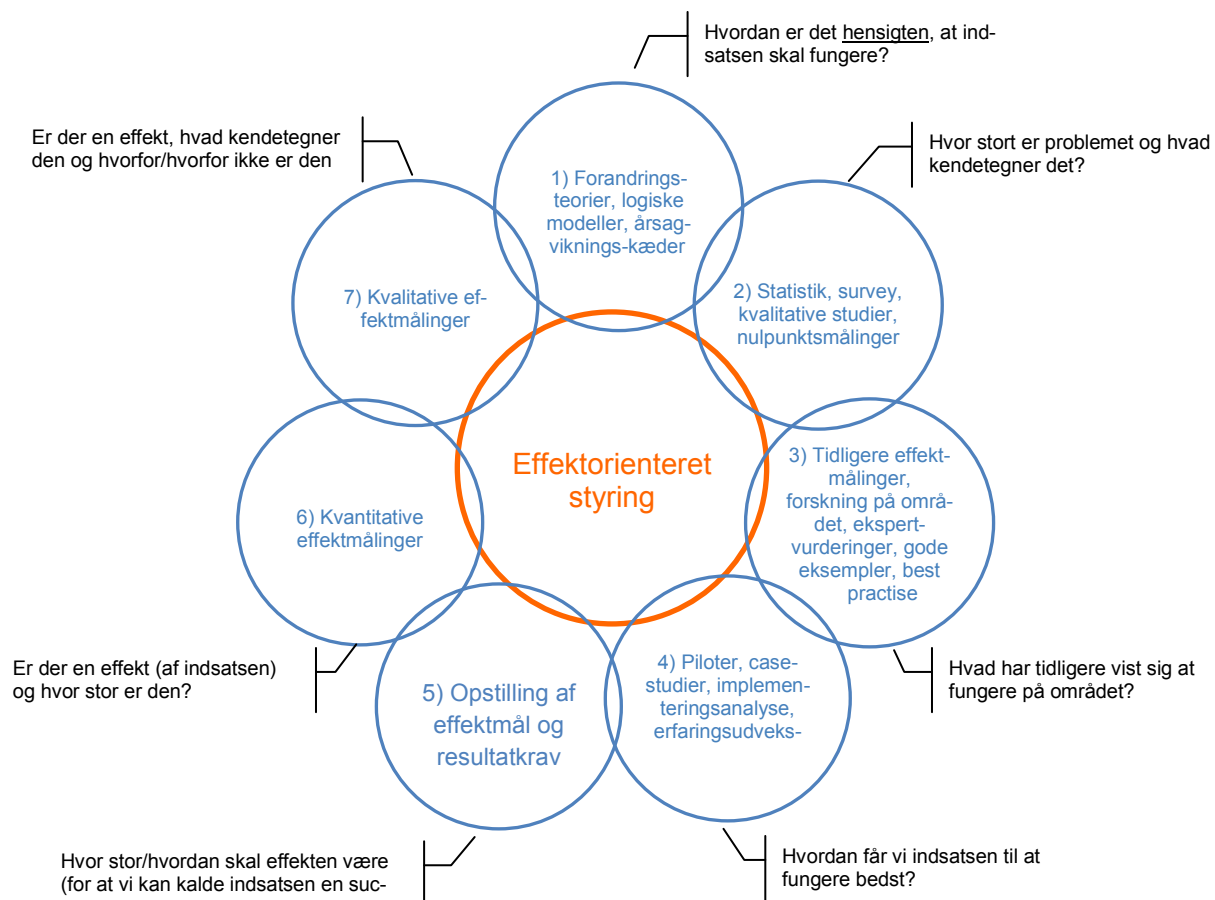 Hvordan er det hensigten, at ind-
satsen skal fungere?
Er der en effekt, hvad kendetegner
den og hvorfor/hvorfor ikke er den
Hvor stort er problemet og hvad
kendetegner det?
1) Forandrings-
teorier, logiske
modeller, årsag-
viknings-kæder
2) Statistik, survey,
kvalitative studier,
nulpunktsmålinger
7) Kvalitative ef-
fektmålinger
Effektorienteret
styring
3) Tidligere effekt-
målinger,
forskning på områ-
det, ekspert-
vurderinger, gode
eksempler, best
practise
6) Kvantitative
effektmålinger
4) Piloter, case-
studier, implemen-
teringsanalyse,
erfaringsudveks-
5) Opstilling af
effektmål og
resultatkrav
Er der en effekt (af indsatsen)
og hvor stor er den?
Hvad har tidligere vist sig at
fungere på området?
Hvor stor/hvordan skal effekten være
(for at vi kan kalde indsatsen en suc-
Hvordan får vi indsatsen til at
fungere bedst?